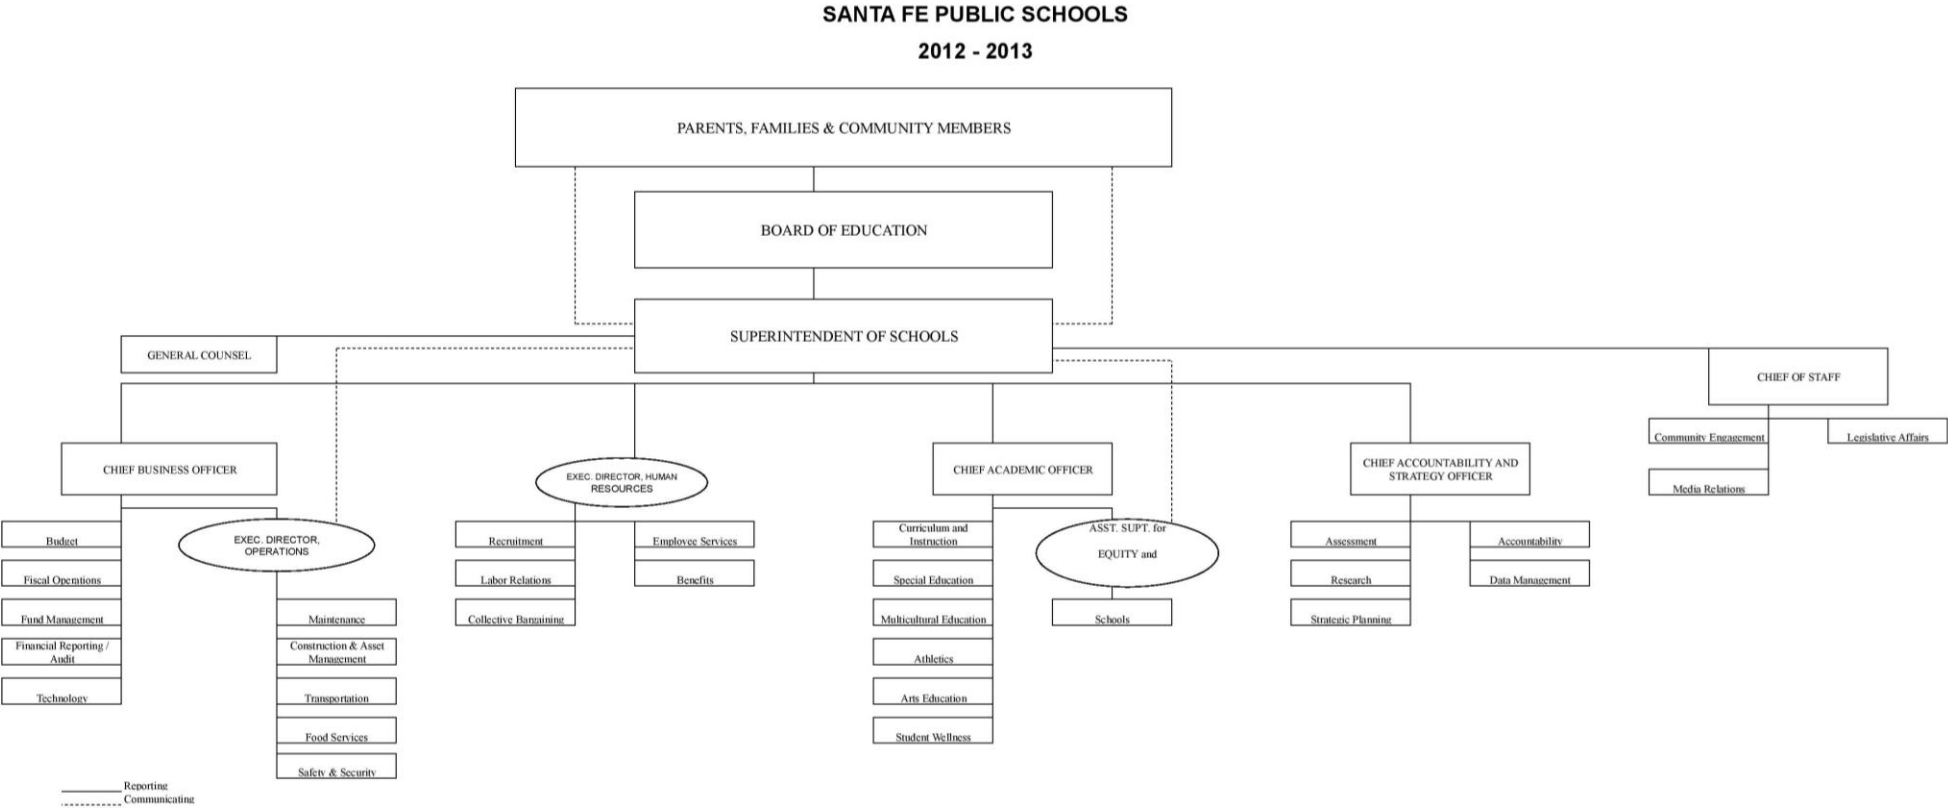 SANTA FE PUBLIC SCHOOLS
2012 - 2013
PARENTS, FAMILIES & COMMUNITY MEMBERS
BOARD OF EDUCATION
SUPERINTENDENT OF SCHOOLS
GENERAL COUNSEL
CHIEF OF STAFF
Community Engagement
Legislative Affairs
Media Relations
CHIEF BUSINESS OFFICER
Budget
Fiscal Operations
Fund Management
Financial Reporting /
Audit
Technology
EXEC. DIRECTOR,
OPERATIONS
Maintenance
Construction & Asset
Management
Transportation
Food Services
Safety & Security
EXEC. DIRECTOR, HUMAN
RESOURCES
Recruitment
Labor Relations
Collective Bargaining
Employee Services
Benefits
CHIEF ACADEMIC OFFICER
Curriculum and
Instruction
Special Education
Multicultural Education
Athletics
Arts Education
Student Wellness
ASST. SUPT. for
EQUITY and
Schools
CHIEF ACCOUNTABILITY AND
STRATEGY OFFICER
Assessment
Research
Strategic Planning
Accountability
Data Management
Reporting
Communicating